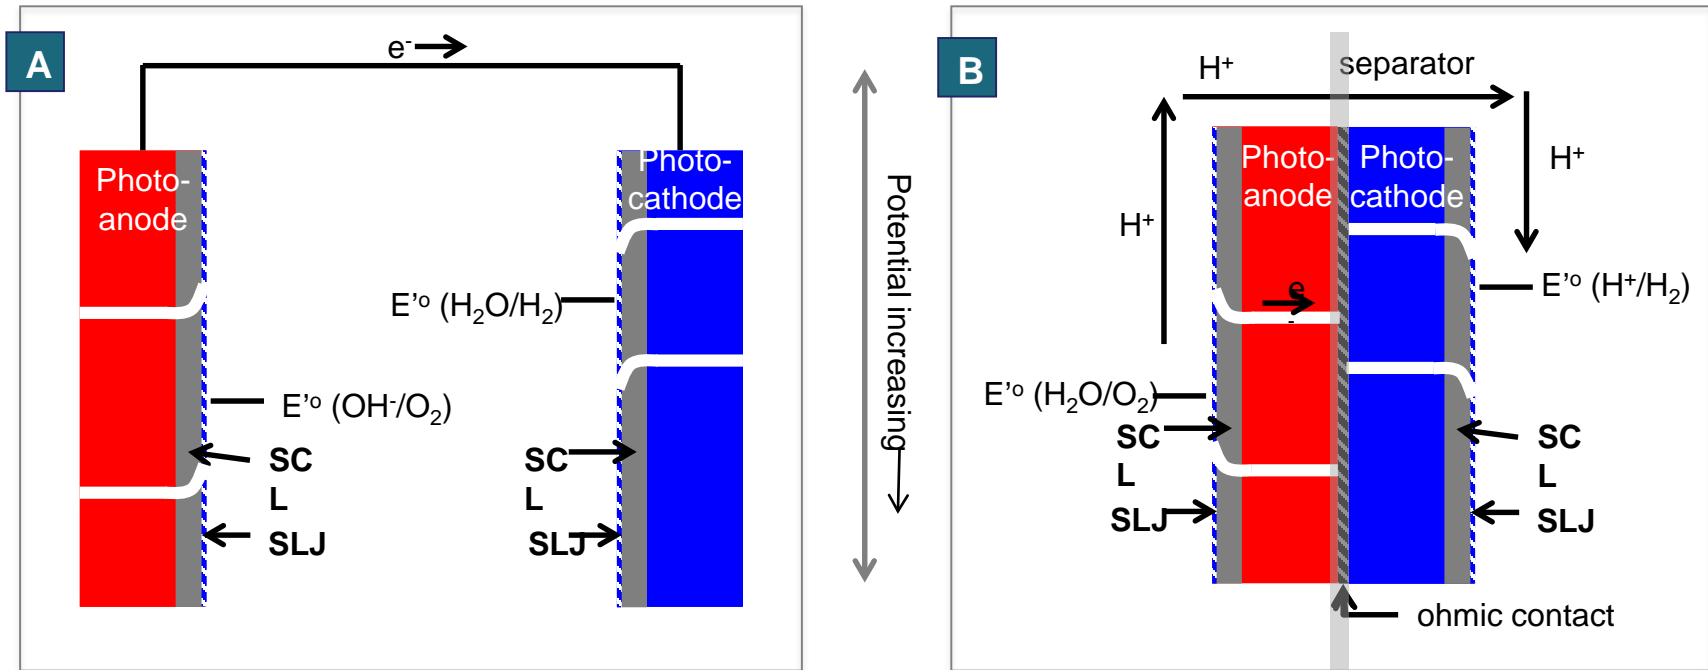 A
e-
Photo-
anode
Photo-
cathode
E'o (H2O/H2)
E'o (OH-/O2)
SC
L
SLJ
SC
L
SLJ
Potential increasing
B
H+
separator
H+
H+
Photo-
anode
Photo-
cathode
e
-
E'o (H+/H2)
E'o (H2O/O2)
SC
L
SLJ
SC
L
SLJ
ohmic contact